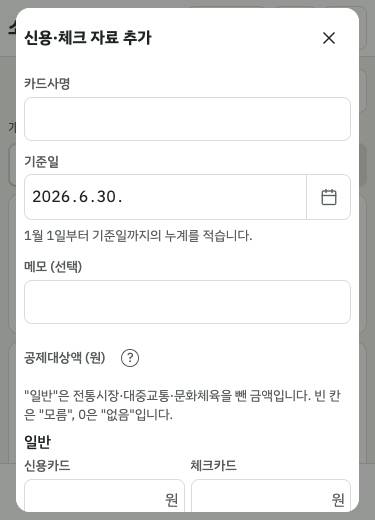 신용·체크 자료 추가
카드사명
기준일
2026.6.30.
1월 1일부터 기준일까지의 누계를 적습니다.
메모 (선택)
공제대상액 (원)
?
"일반"은 전통시장·대중교통·문화체육을 뺀 금액입니다. 빈 칸
은 "모름", 0은 "없음"입니다.
일반
신용카드 체크카드
원 원